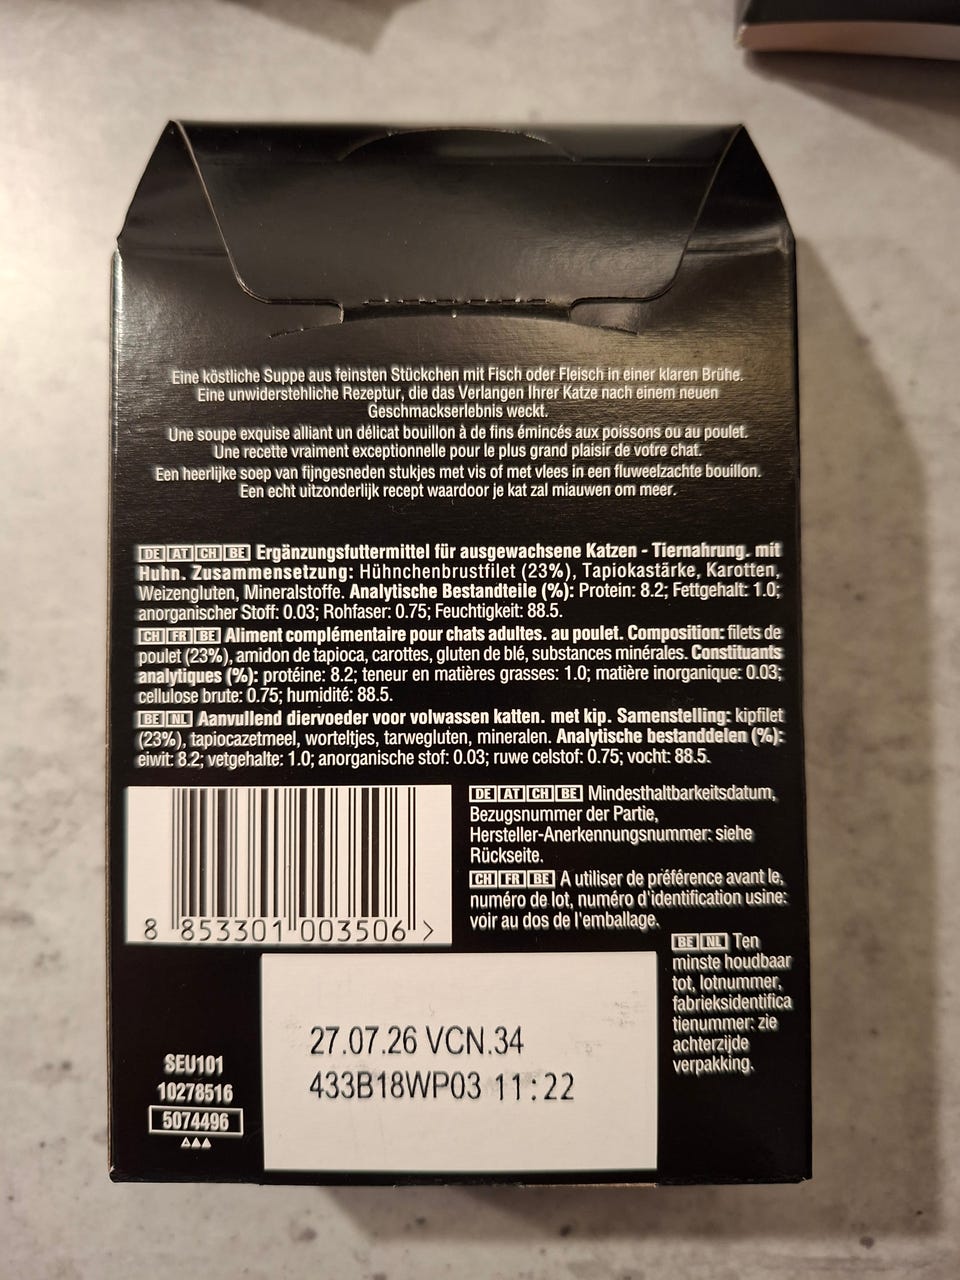 Eine köstliche Suppe aus feinsten Stückchen mit Fisch oder Fleisch in einer klaren Brühe.
Eine unwiderstehliche Rezeptur, die das Verlangen Ihrer Katze nach einem neuen
Geschmackserlebnis weckt.
Une soupe exquise alliant un délicat bouillon à de fins émincés aux poissons ou au poulet.
Une recette vraiment exceptionnelle pour le plus grand plaisir de votre chat.
Een heerlijke soep van fijngesneden stukjes met vis of met vlees in een fluweelzachte bouillon.
Een echt uitzonderlijk recept waardoor je kat zal miauwen om meer.
DE AT CH BE Ergänzungsfuttermittel für ausgewachsene Katzen - Tiernahrung. mit
Huhn. Zusammensetzung: Hühnchenbrustfilet (23%), Tapiokastärke, Karotten,
Weizengluten, Mineralstoffe. Analytische Bestandteile (%): Protein: 8.2; Fettgehalt: 1.0;
anorganischer Stoff: 0.03; Rohfaser: 0.75; Feuchtigkeit: 88.5.
CH FR BE Aliment complémentaire pour chats adultes. au poulet. Composition: filets de
poulet (23%), amidon de tapioca, carottes, gluten de blé, substances minérales. Constituants
analytiques (%): protéine: 8.2; teneur en matières grasses: 1.0; matière inorganique: 0.03;
cellulose brute: 0.75; humidité: 88.5.
BE NL Aanvullend diervoeder voor volwassen katten. met kip. Samenstelling: kipfilet
(23%), tapiocazetmeel, worteltjes, tarwegluten, mineralen. Analytische bestanddelen (%):
eiwit: 8.2; vetgehalte: 1.0; anorganische stof: 0.03; ruwe celstof: 0.75; vocht: 88.5.
DE AT CH BE Mindesthaltbarkeitsdatum,
Bezugsnummer der Partie,
Hersteller-Anerkennungsnummer: siehe
Rückseite.
CH FR BE A utiliser de préférence avant le,
numéro de lot, numéro d'identification usine:
voir au dos de l'emballage.
BE NL Ten
minste houdbaar
tot, lotnummer,
fabrieksidentifica
tienummer: zie
achterzijde
verpakking.
8 853301 003506 >
27.07.26 VCN.34
433B18WP03 11:22
SEU101
10278516
5074496